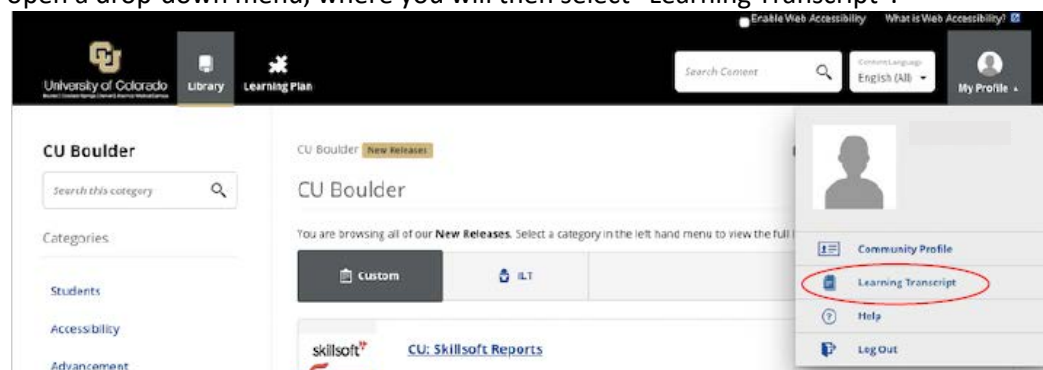 open a drop-down menu, where you will then select "Learning Transcript".
Enable Web Accessibility What is Web Accessibility?
University of Colorado
Library
Learning Plan
Search Content
Content Language
English (All)
My Profile
CU Boulder
Search this category
Categories
Students
Accessibility
Advancement
CU Boulder New Releases
CU Boulder
You are browsing all of our New Releases. Select a category in the left hand menu to view the full
Custom
ILT
skillsoft
CU: Skillsoft Reports
Community Profile
Learning Transcript
Help
Log Out